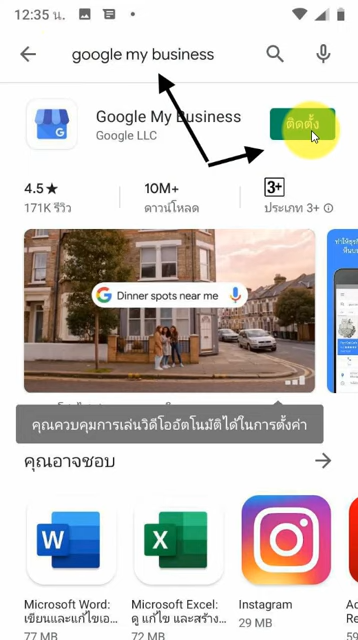 12:35 น.
google my business
Google My Business
Google LLC
ติดตั้ง
4.5★
10M+
3+
171K รีวิว
ดาวน์โหลด
ประเภท 3+
Dinner spots near me
คุณควบคุมการเล่นวิดีโออัตโนมัติได้ในการตั้งค่า
คุณอาจชอบ
W
X
Microsoft Word:
เขียนและแก้ไขเอ...
77 MB
Microsoft Excel:
ดู แก้ไข และสร้าง...
72 MB
Instagram
29 MB